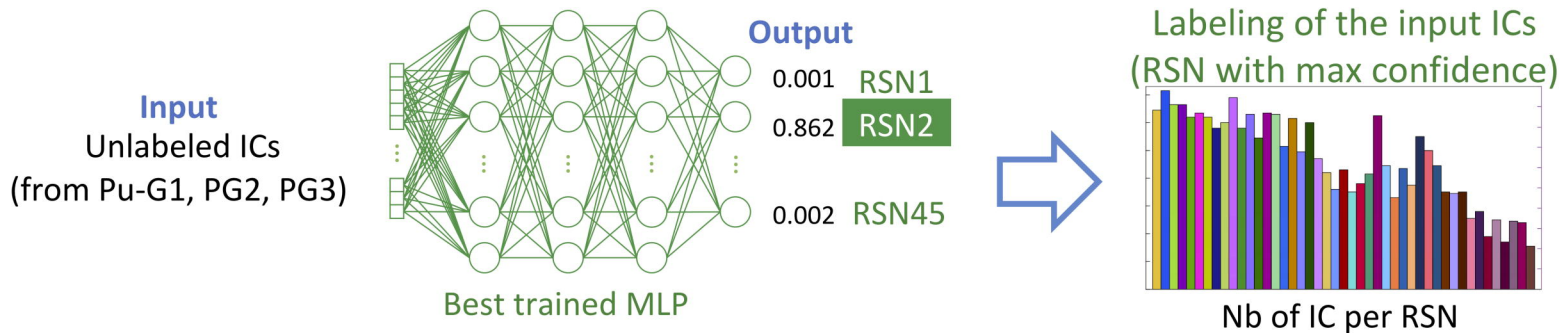 Input
Unlabeled ICs
(from Pu-G1, PG2, PG3)
Output
0.001 RSN1
0.862 RSN2
0.002 RSN45
Best trained MLP
Labeling of the input ICs
(RSN with max confidence)
Nb of IC per RSN